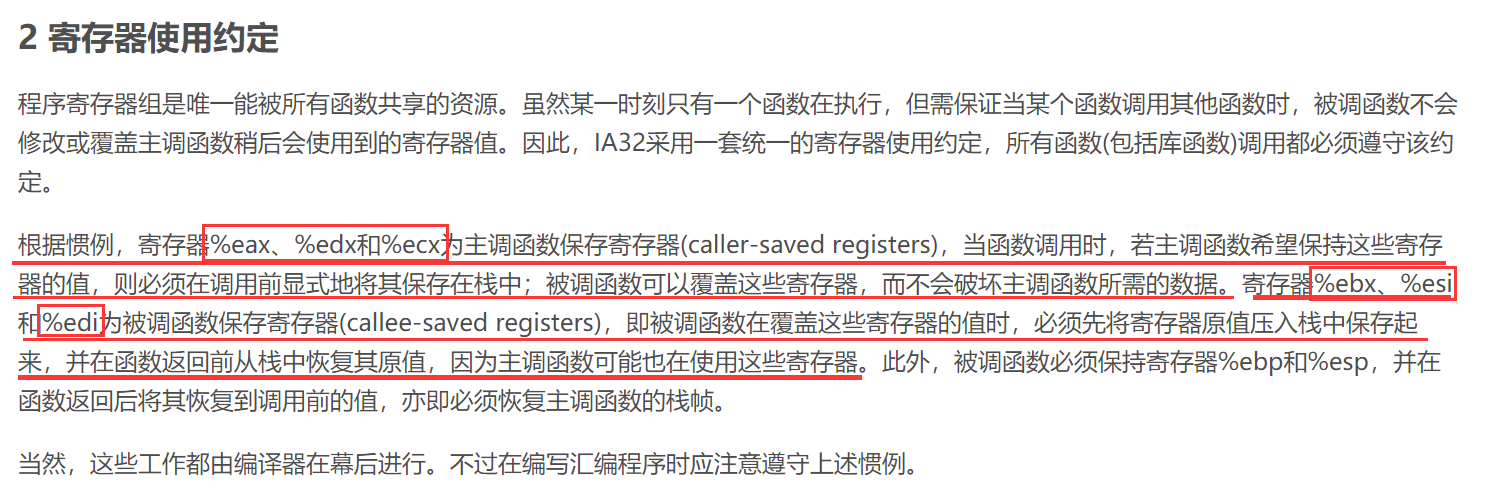 2 寄存器使用约定
程序寄存器组是唯一能被所有函数共享的资源。虽然某一时刻只有一个函数在执行，但需保证当某个函数调用其他函数时，被调函数不会
修改或覆盖主调函数稍后会使用到的寄存器值。因此，IA32采用一套统一的寄存器使用约定，所有函数(包括库函数)调用都必须遵守该约
定。
根据惯例，寄存器%eax、%edx和%ecx为主调函数保存寄存器(caller-saved registers)，当函数调用时，若主调函数希望保持这些寄存
器的值，则必须在调用前显式地将其保存在栈中；被调函数可以覆盖这些寄存器，而不会破坏主调函数所需的数据。寄存器%ebx、%esi
和%edi为被调函数保存寄存器(callee-saved registers)，即被调函数在覆盖这些寄存器的值时，必须先将寄存器原值压入栈中保存起
来，并在函数返回前从栈中恢复其原值，因为主调函数可能也在使用这些寄存器。此外，被调函数必须保持寄存器%ebp和%esp，并在
函数返回后将其恢复到调用前的值，亦即必须恢复主调函数的栈帧。
当然，这些工作都由编译器在幕后进行。不过在编写汇编程序时应注意遵守上述惯例。